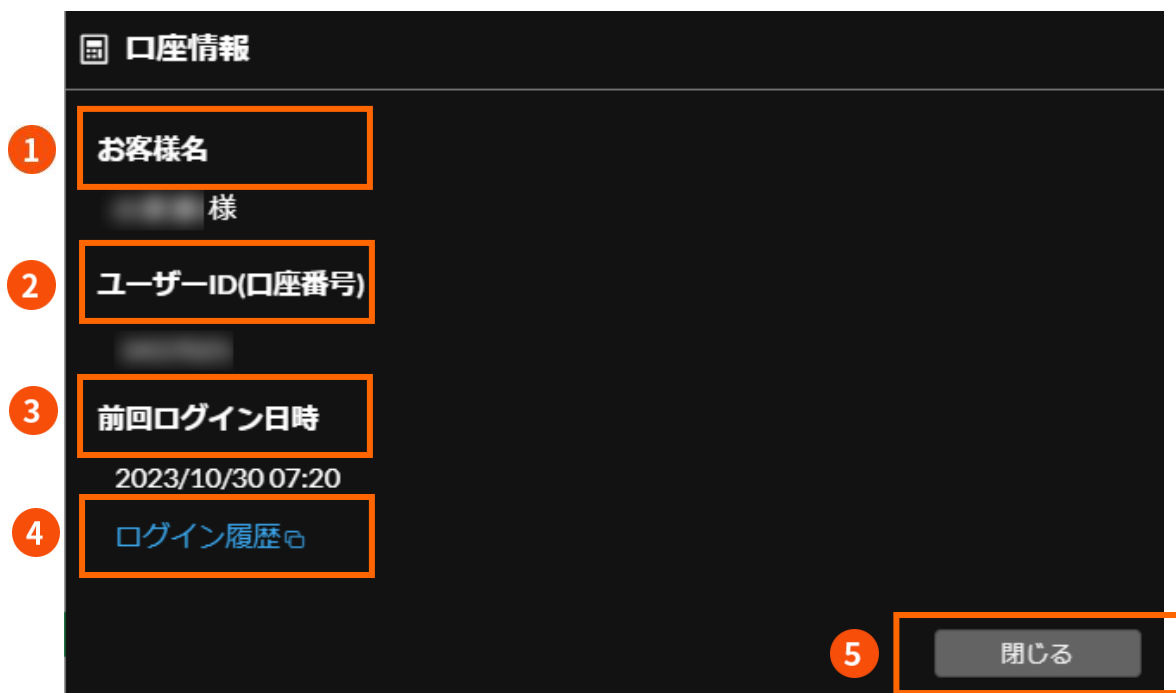 口座情報
1
お客様名
様
2
ユーザーID(口座番号)
3
前回ログイン日時
2023/10/30 07:20
4
ログイン履歴
5
閉じる